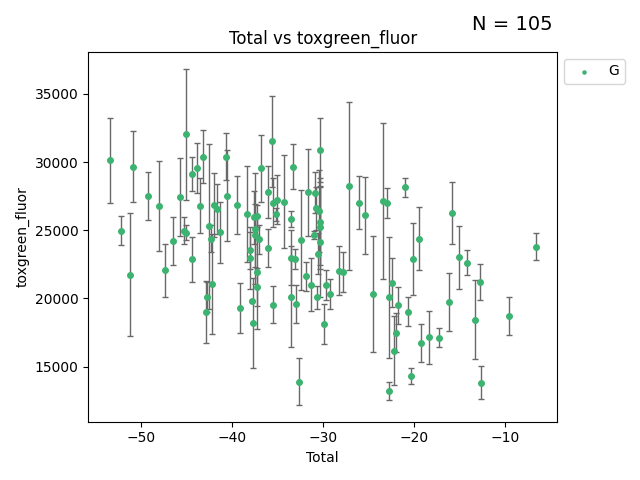 N = 105
Total vs toxgreen_fluor
G
toxgreen_fluor
35000
30000
25000
20000
15000
−50 −40 −30 −20 −10
Total